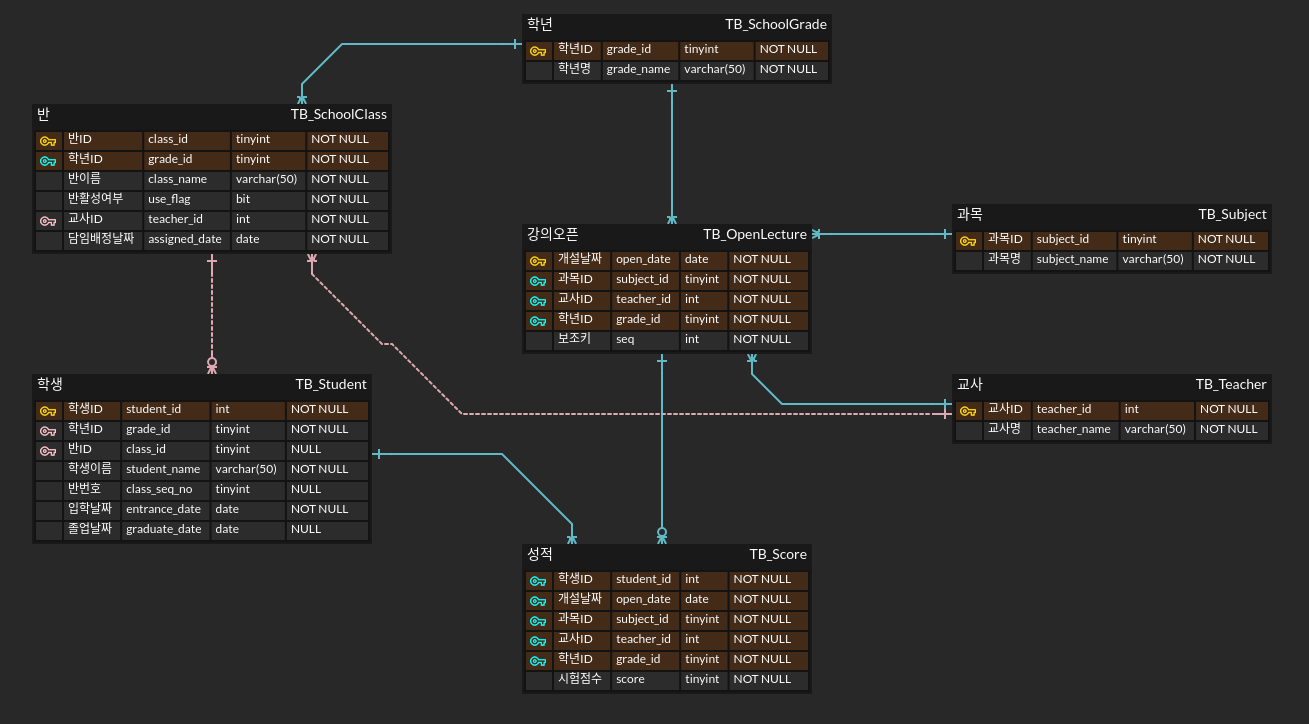 학년 TB_SchoolGrade
학년ID grade_id tinyint NOT NULL
학년명 grade_name varchar(50) NOT NULL
반 TB_SchoolClass
반ID class_id tinyint NOT NULL
학년ID grade_id tinyint NOT NULL
반이름 class_name varchar(50) NOT NULL
반활성여부 use_flag bit NOT NULL
교사ID teacher_id int NOT NULL
담임배정날짜 assigned_date date NOT NULL
강의오픈 TB_OpenLecture
개설날짜 open_date date NOT NULL
과목ID subject_id tinyint NOT NULL
교사ID teacher_id int NOT NULL
학년ID grade_id tinyint NOT NULL
보조키 seq int NOT NULL
과목 TB_Subject
과목ID subject_id tinyint NOT NULL
과목명 subject_name varchar(50) NOT NULL
학생 TB_Student
학생ID student_id int NOT NULL
학년ID grade_id tinyint NOT NULL
반ID class_id tinyint NULL
학생이름 student_name varchar(50) NOT NULL
반번호 class_seq_no tinyint NULL
입학날짜 entrance_date date NOT NULL
졸업날짜 graduate_date date NULL
교사 TB_Teacher
교사ID teacher_id int NOT NULL
교사명 teacher_name varchar(50) NOT NULL
성적 TB_Score
학생ID student_id int NOT NULL
개설날짜 open_date date NOT NULL
과목ID subject_id tinyint NOT NULL
교사ID teacher_id int NOT NULL
학년ID grade_id tinyint NOT NULL
시험점수 score tinyint NOT NULL